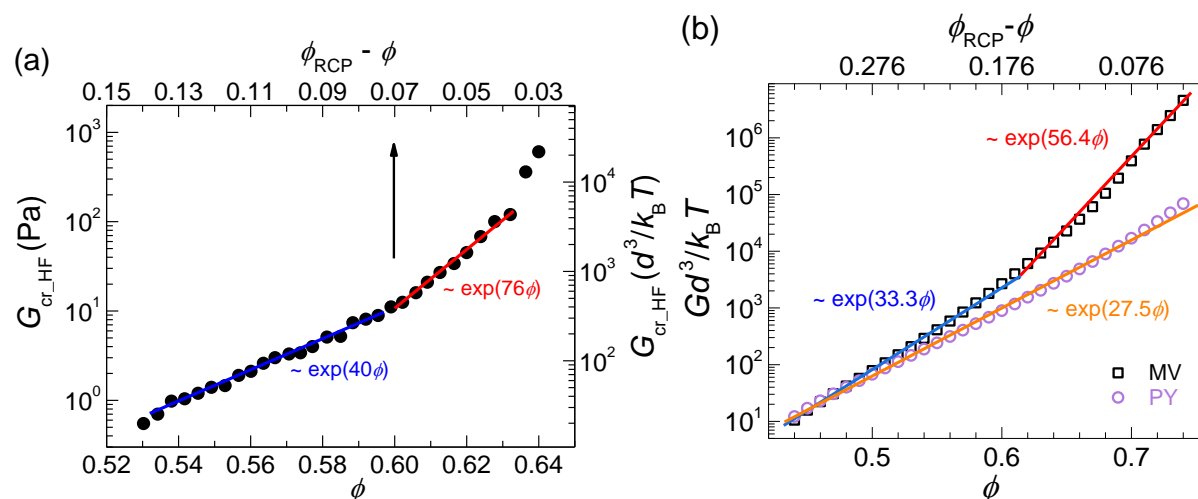 (a)
ϕRCP - ϕ
0.15 0.13 0.11 0.09 0.07 0.05 0.03
Gcr_HF (Pa)
10³
10²
10¹
10⁰
10⁴
10³
10²
Gcr_HF (d³/kBT)
~ exp(76ϕ)
~ exp(40ϕ)
0.52 0.54 0.56 0.58 0.60 0.62 0.64
ϕ
(b)
ϕRCP-ϕ
0.276 0.176 0.076
Gd³/kBT
10⁶
10⁵
10⁴
10³
10²
10¹
~ exp(56.4ϕ)
~ exp(33.3ϕ)
~ exp(27.5ϕ)
MV
PY
0.5 0.6 0.7
ϕ